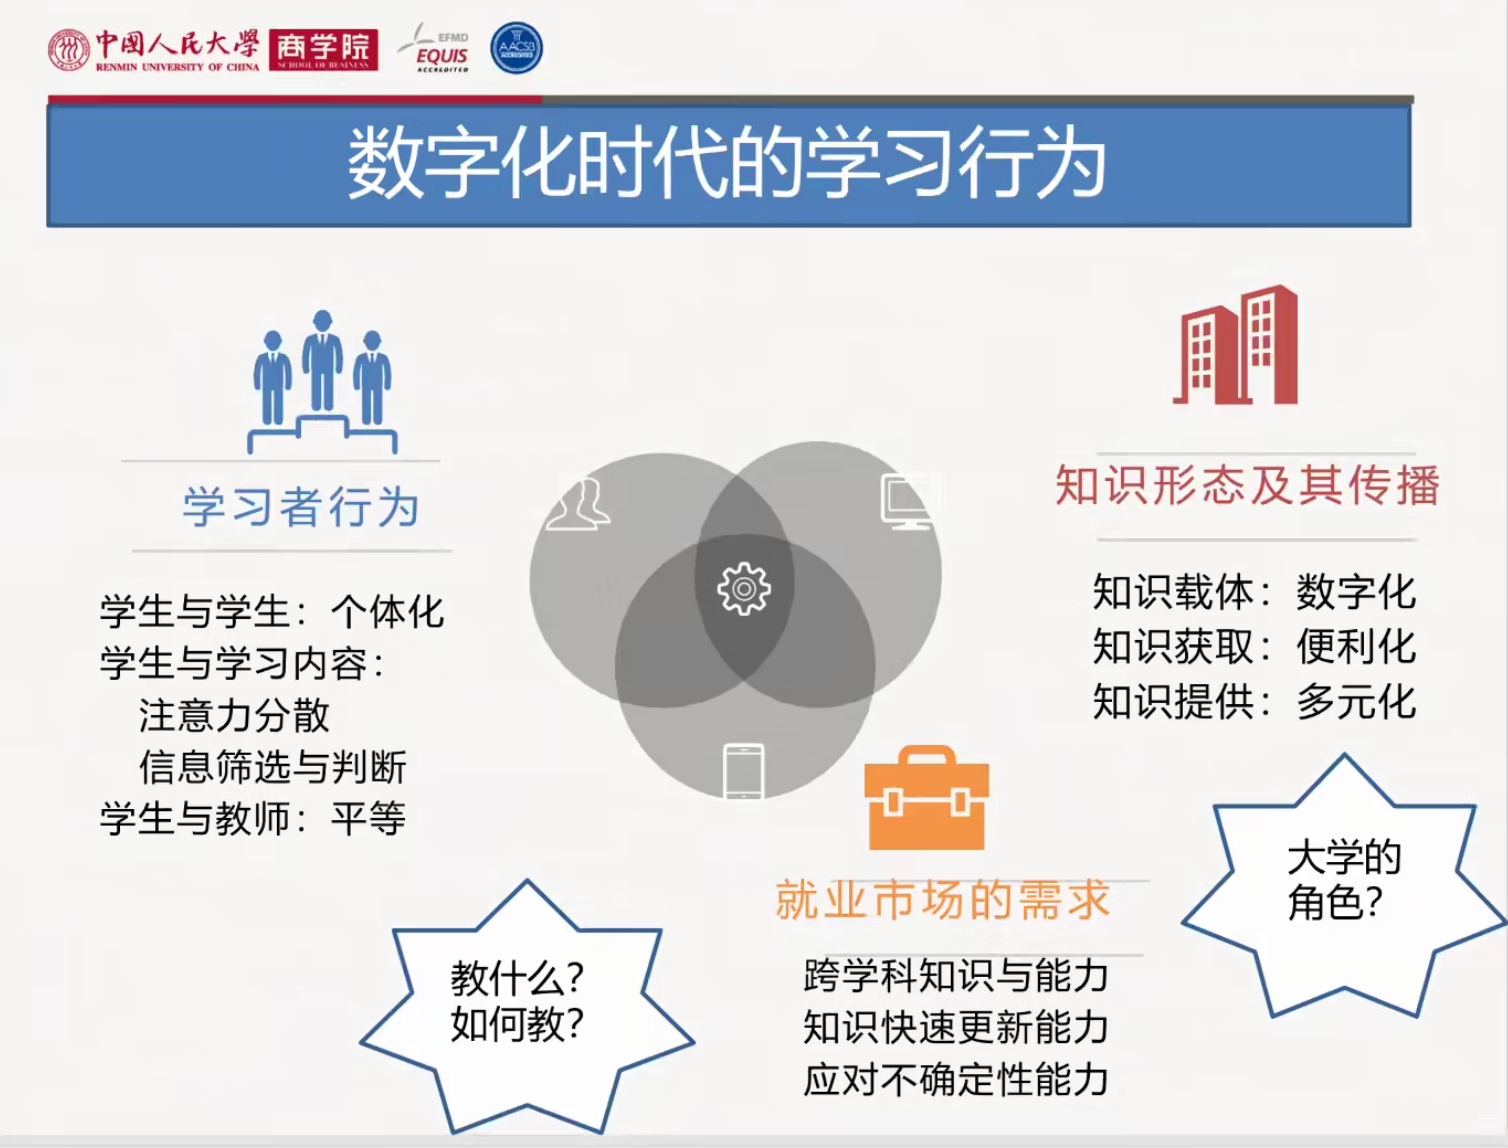 中国人民大学
RENMIN UNIVERSITY OF CHINA
商学院
SCHOOL OF BUSINESS
EFMD
EQUIS
ACCREDITED
AACSB
ACCREDITED
数字化时代的学习行为
学习者行为
学生与学生：个体化
学生与学习内容：
注意力分散
信息筛选与判断
学生与教师：平等
知识形态及其传播
知识载体：数字化
知识获取：便利化
知识提供：多元化
大学的
角色？
就业市场的需求
跨学科知识与能力
知识快速更新能力
应对不确定性能力
教什么？
如何教？